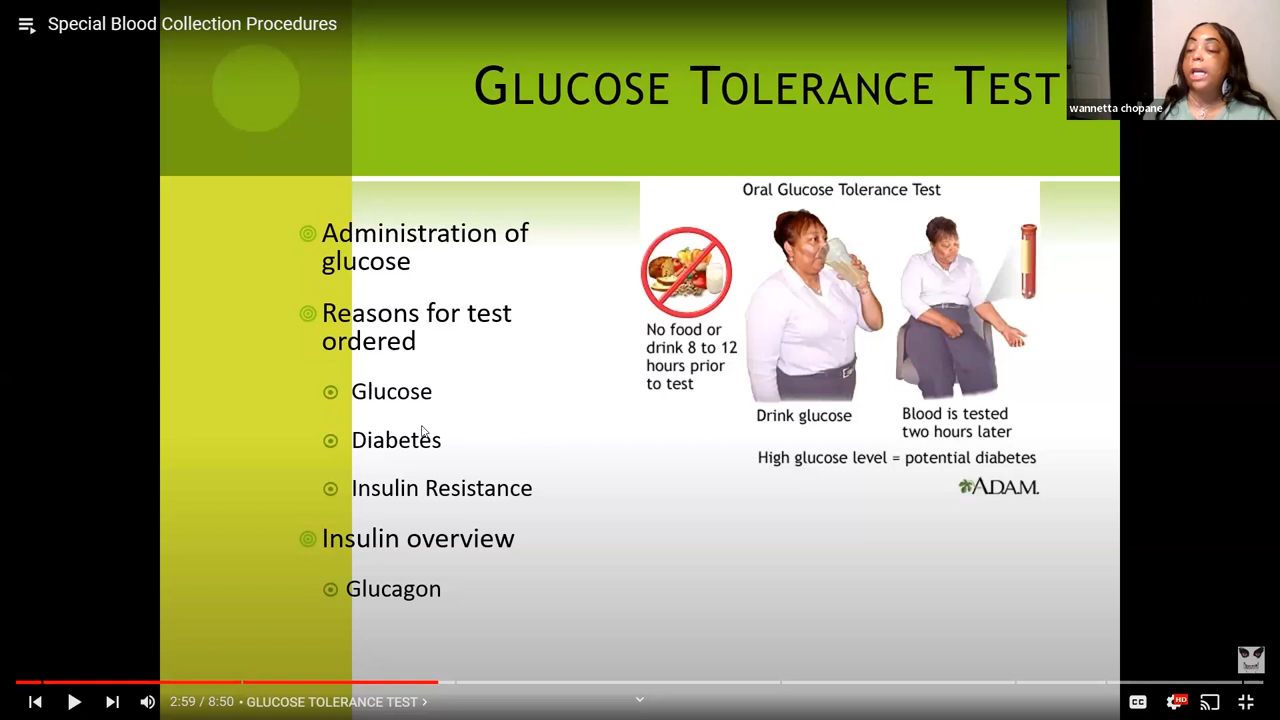 Special Blood Collection Procedures
GLUCOSE TOLERANCE TEST
wannetta chopane
Administration of
glucose
Reasons for test
ordered
Glucose
Diabetes
Insulin Resistance
Insulin overview
Glucagon
Oral Glucose Tolerance Test
No food or
drink 8 to 12
hours prior
to test
Drink glucose
Blood is tested
two hours later
High glucose level = potential diabetes
A.D.A.M.
2:59 / 8:50 • GLUCOSE TOLERANCE TEST ›
CC
HD